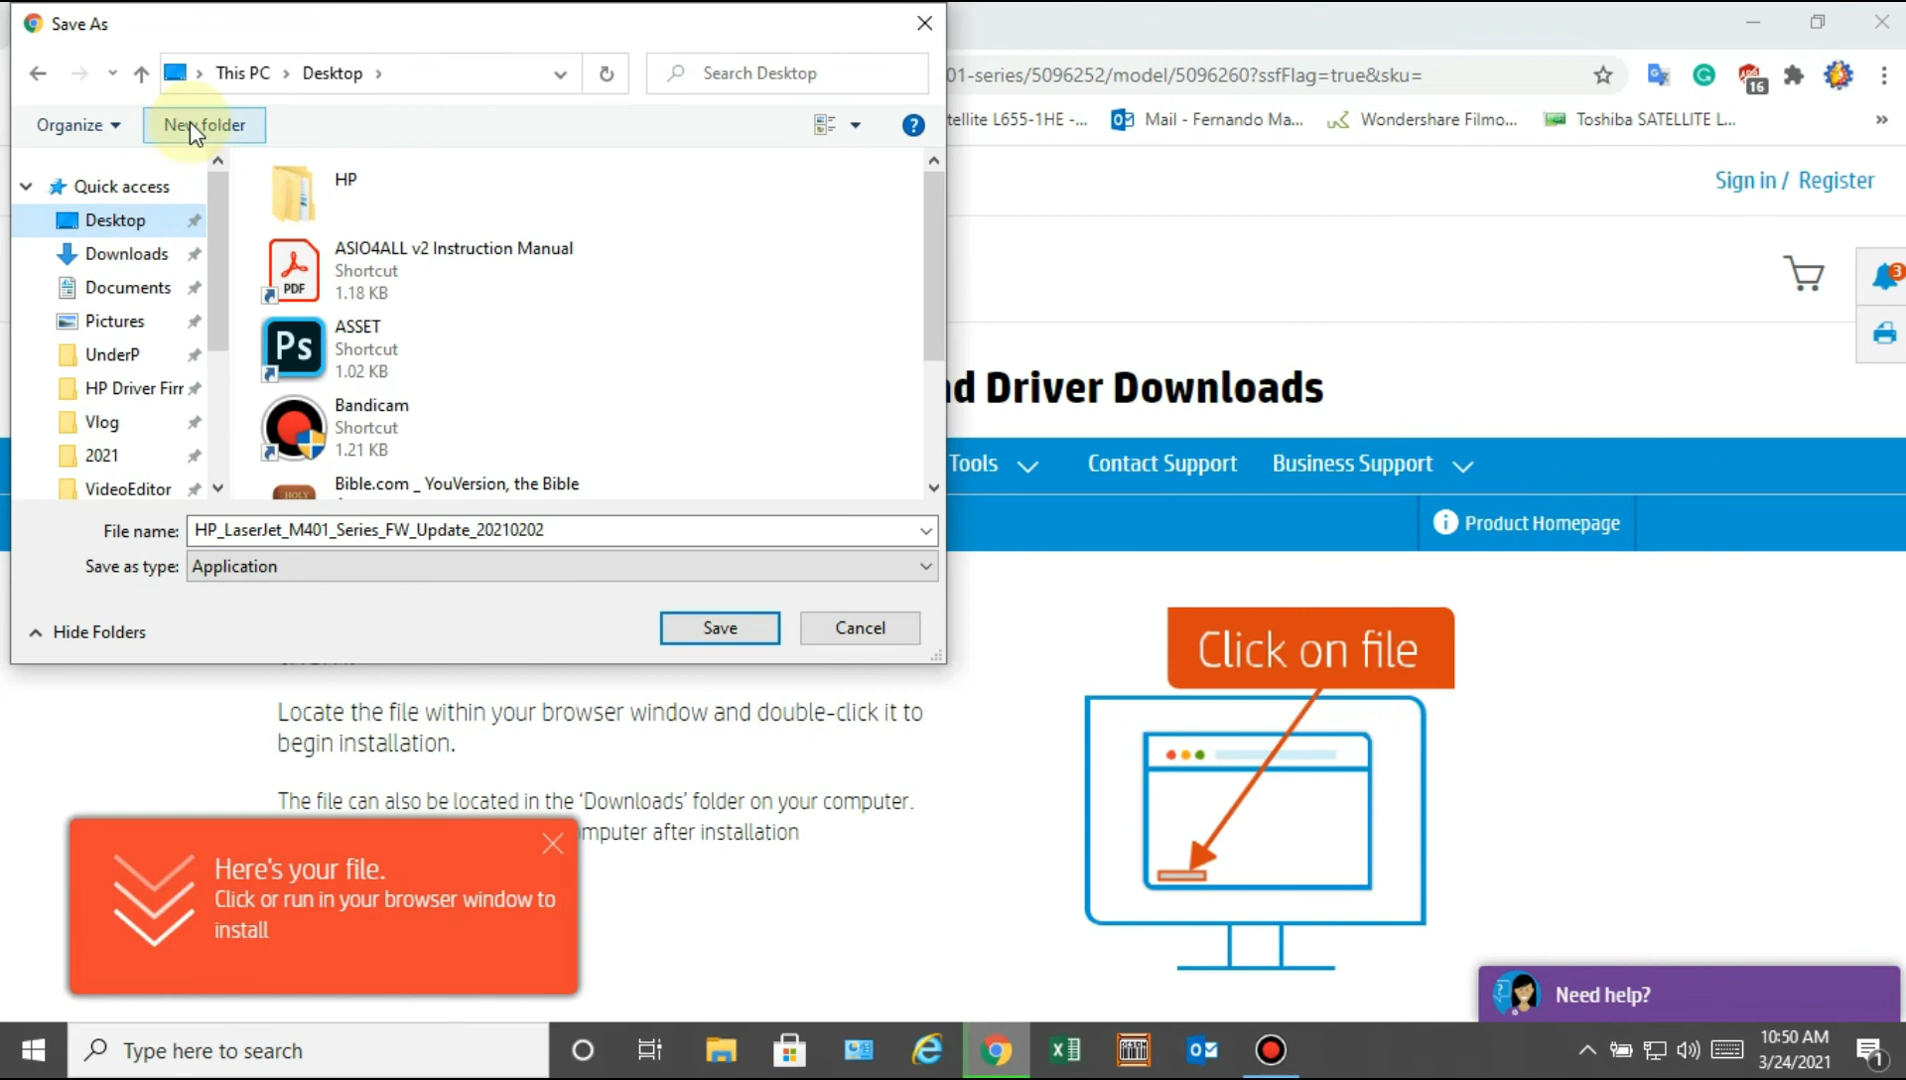 Save As
This PC > Desktop >
Search Desktop
Organize
New folder
Quick access
Desktop
Downloads
Documents
Pictures
UnderP
HP Driver Firr
Vlog
2021
VideoEditor
HP
ASIO4ALL v2 Instruction Manual
Shortcut
1.18 KB
PDF
ASSET
Shortcut
1.02 KB
Ps
Bandicam
Shortcut
1.21 KB
Bible.com _ YouVersion, the Bible
HOLY
File name: HP_LaserJet_M401_Series_FW_Update_20210202
Save as type: Application
Hide Folders
Save
Cancel
01-series/5096252/model/5096260?ssfFlag=true&sku=
16
tellite L655-1HE -...
Mail - Fernando Ma...
Wondershare Filmo...
Toshiba SATELLITE L...
»
Sign in / Register
3
d Driver Downloads
Tools
Contact Support
Business Support
Product Homepage
Click on file
Locate the file within your browser window and double-click it to
begin installation.
The file can also be located in the ‘Downloads’ folder on your computer.
mputer after installation
Here's your file.
Click or run in your browser window to
install
Need help?
Type here to search
10:50 AM
3/24/2021
1